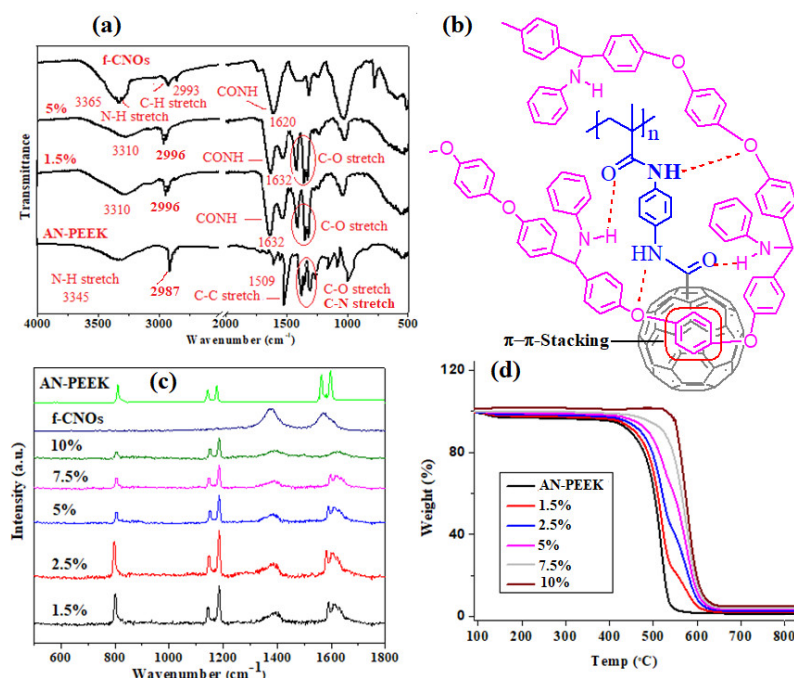 (a)
f-CNOs
2993
C-H stretch
3365
N-H stretch
CONH
5%
1620
3310
2996
CONH
1.5%
1632
C-O stretch
3310
2996
CONH
C-O stretch
AN-PEEK
1632
N-H stretch
3345
1509
2987
C-C stretch
C-O stretch
C-N stretch
Transmittance
4000
3000
2000
1500
1000
500
Wavenumber (cm⁻¹)
(b)
O
N
H
n
O
NH
O
O
O
N
H
HN
O
H
N
O
O
π−π-Stacking
(c)
AN-PEEK
f-CNOs
10%
7.5%
5%
2.5%
1.5%
Intensity (a.u.)
600
800
1000
1200
1400
1600
1800
Wavenumber (cm⁻¹)
(d)
120
80
40
0
Weight (%)
AN-PEEK
1.5%
2.5%
5%
7.5%
10%
100
200
300
400
500
600
700
800
Temp (°C)